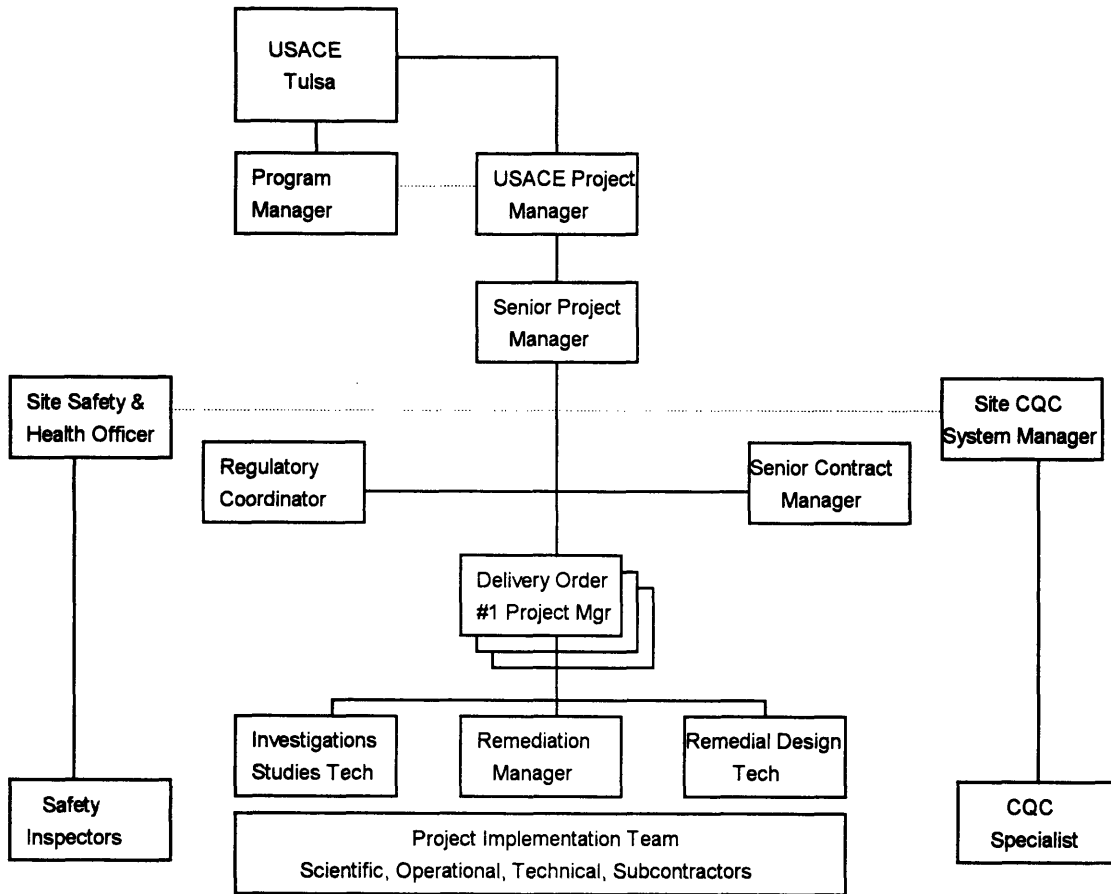 USACE
Tulsa
Program
Manager
USACE Project
Manager
Senior Project
Manager
Site Safety &
Health Officer
Site CQC
System Manager
Regulatory
Coordinator
Senior Contract
Manager
Delivery Order
#1 Project Mgr
Investigations
Studies Tech
Remediation
Manager
Remedial Design
Tech
Safety
Inspectors
CQC
Specialist
Project Implementation Team
Scientific, Operational, Technical, Subcontractors